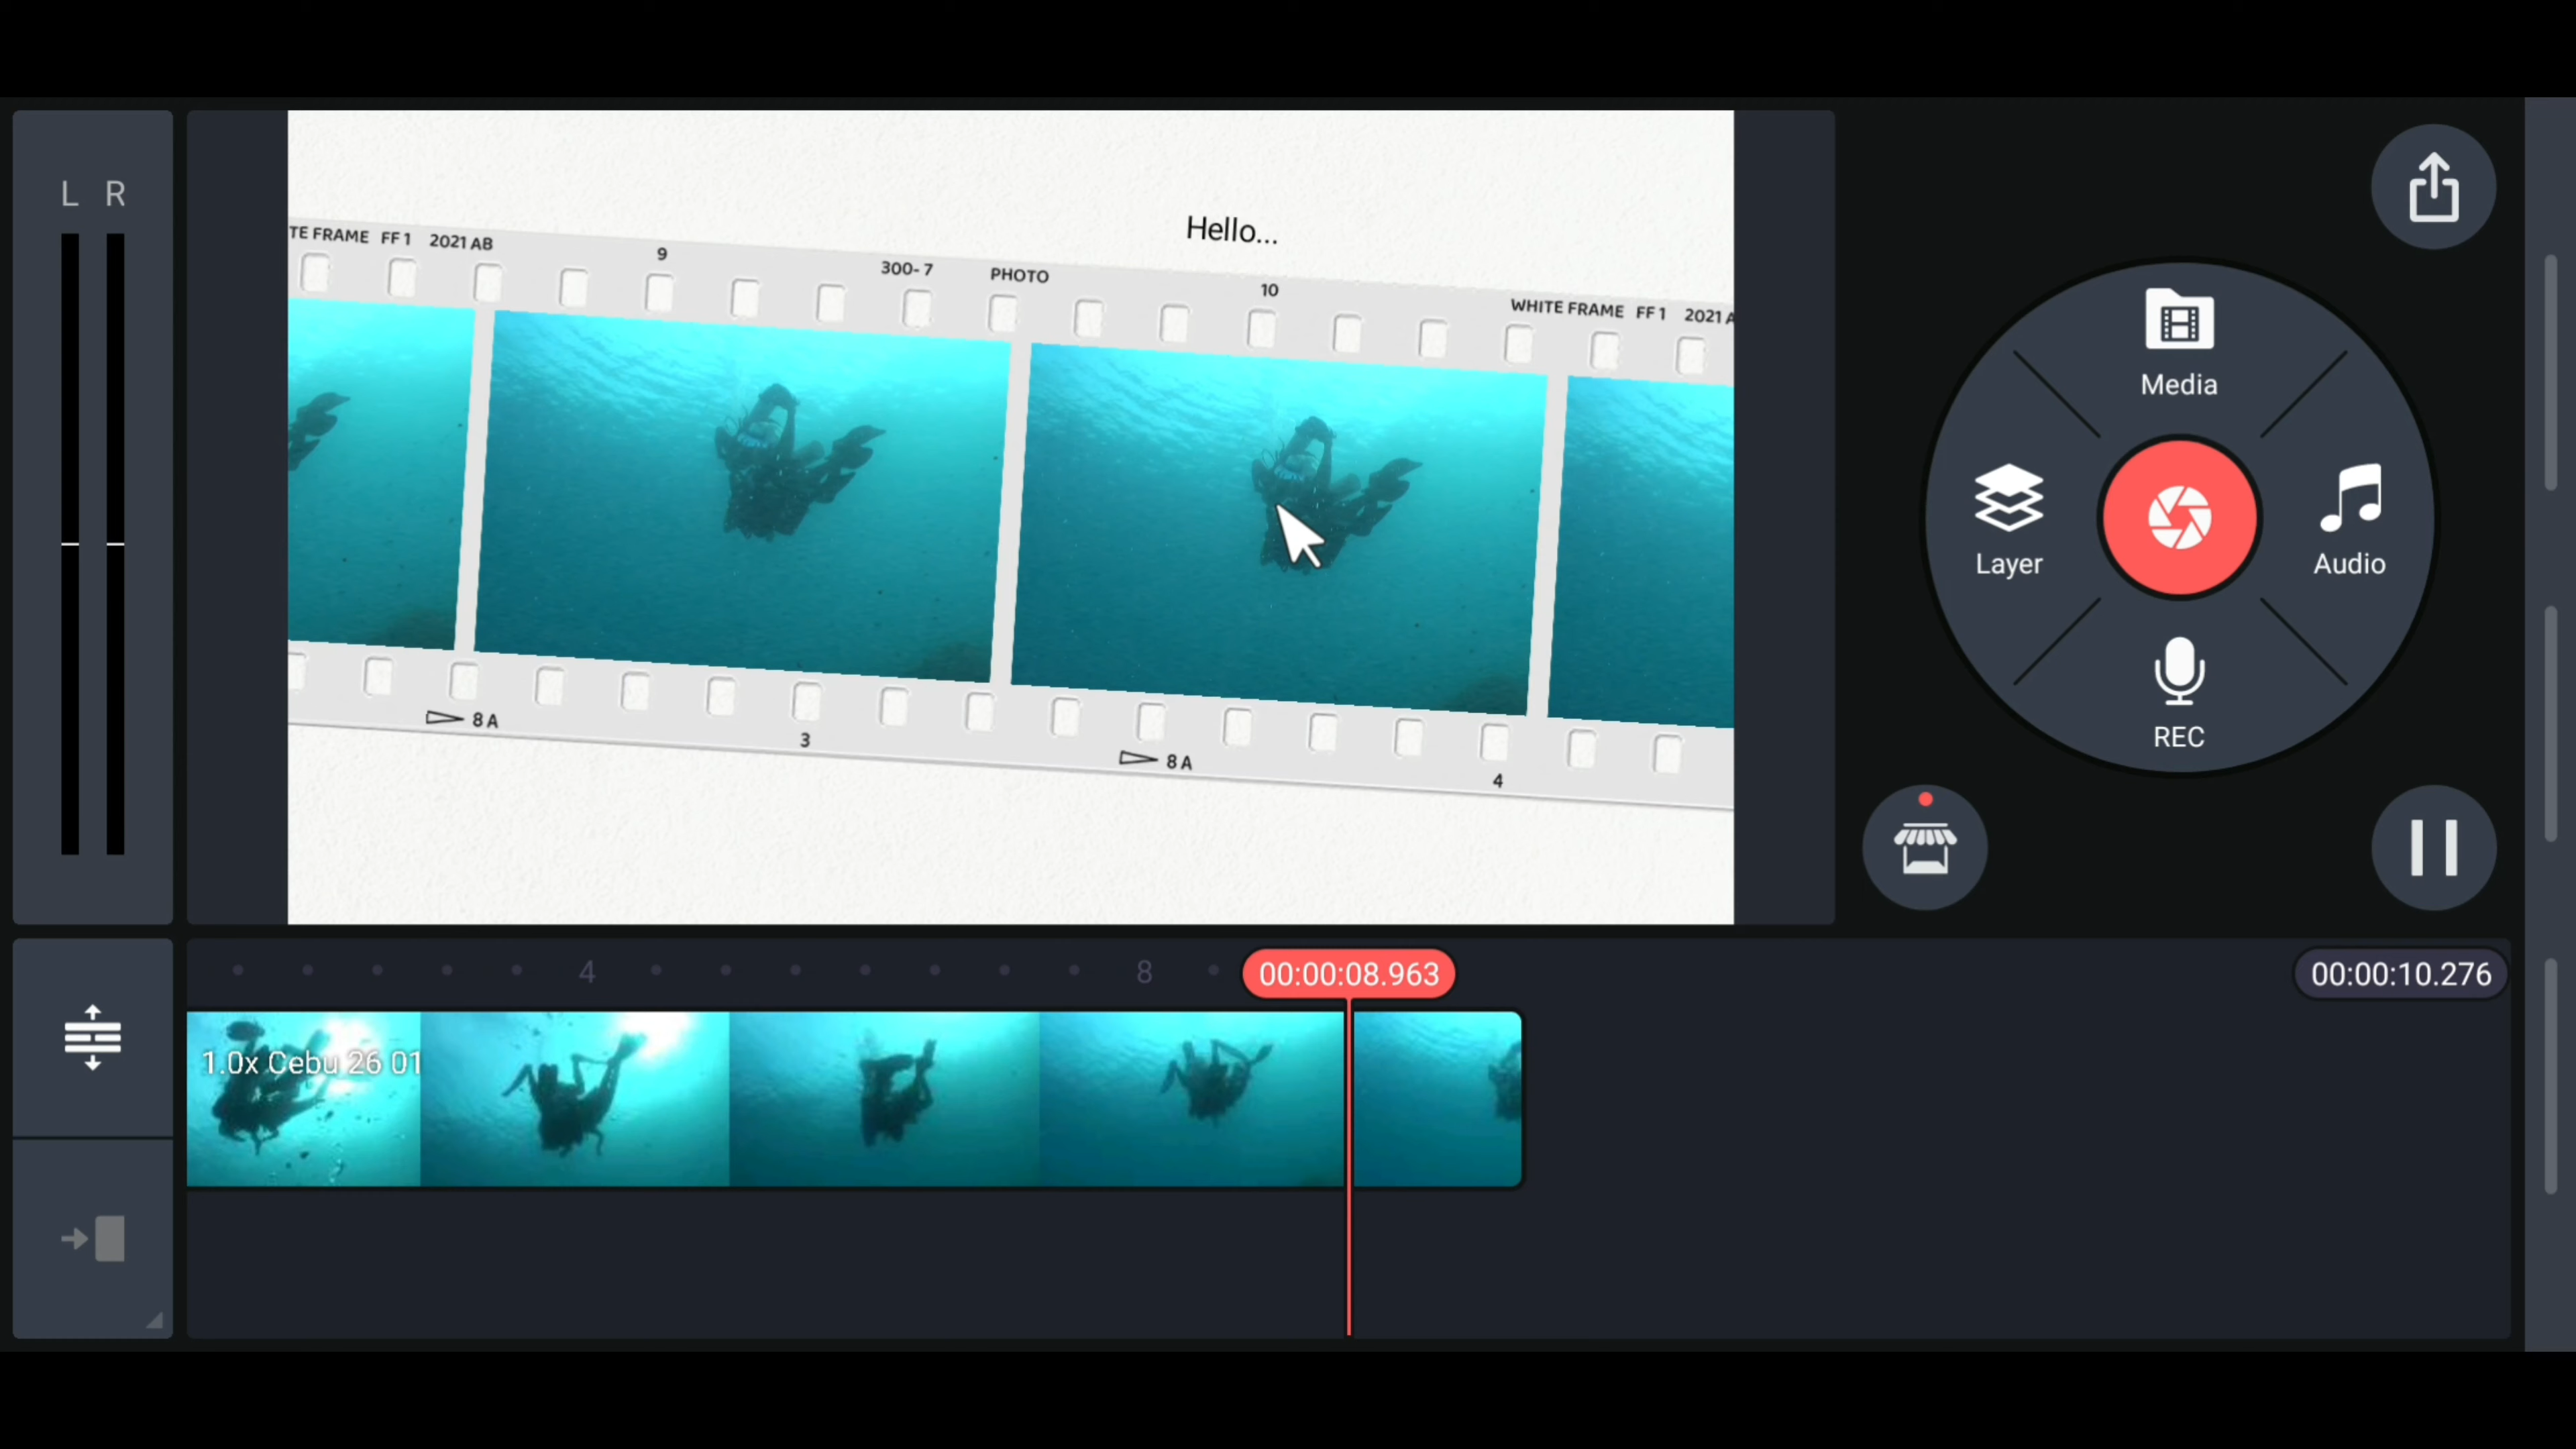 L R
Hello...
TE FRAME FF 1 2021 AB
9
300- 7
PHOTO
10
WHITE FRAME FF 1 2021 A
8 A
3
8 A
4
Media
Layer
Audio
REC
4
8
00:00:08.963
00:00:10.276
1.0x Cebu 26 01